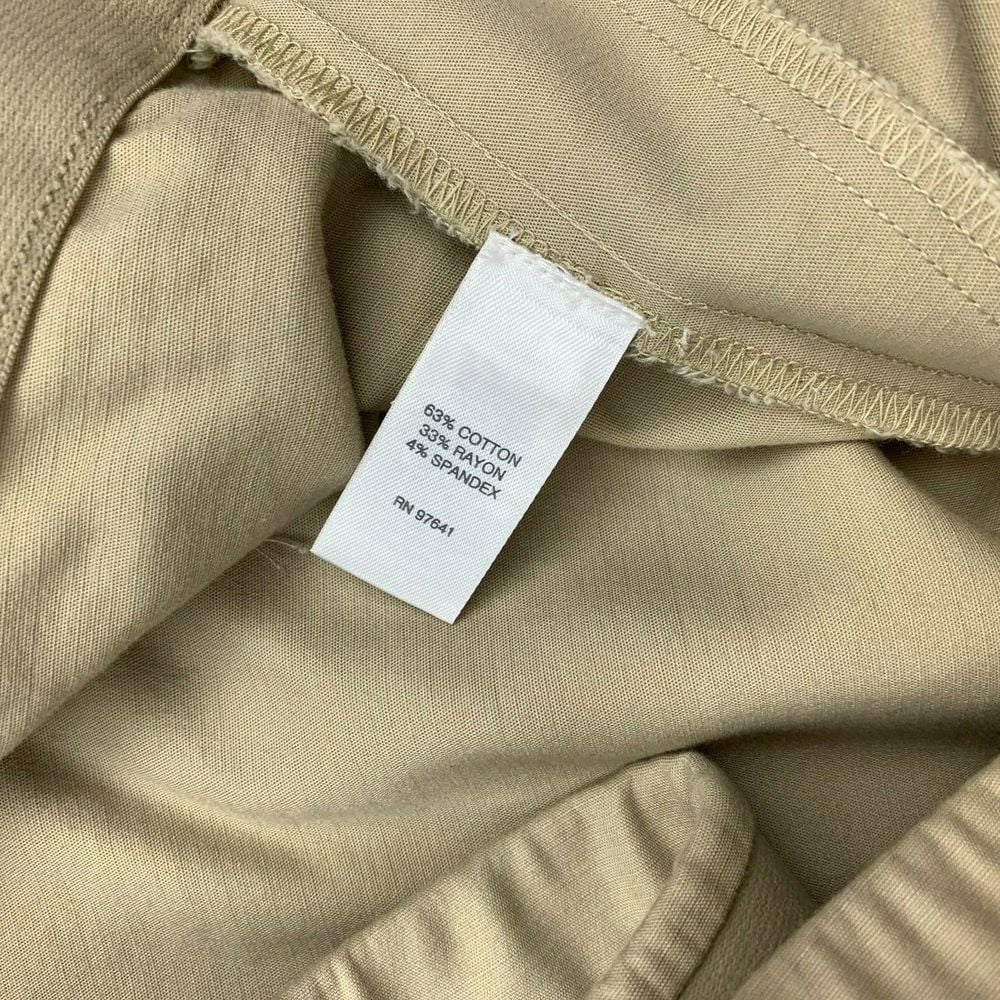 63% COTTON
33% RAYON
4% SPANDEX
RN 97641